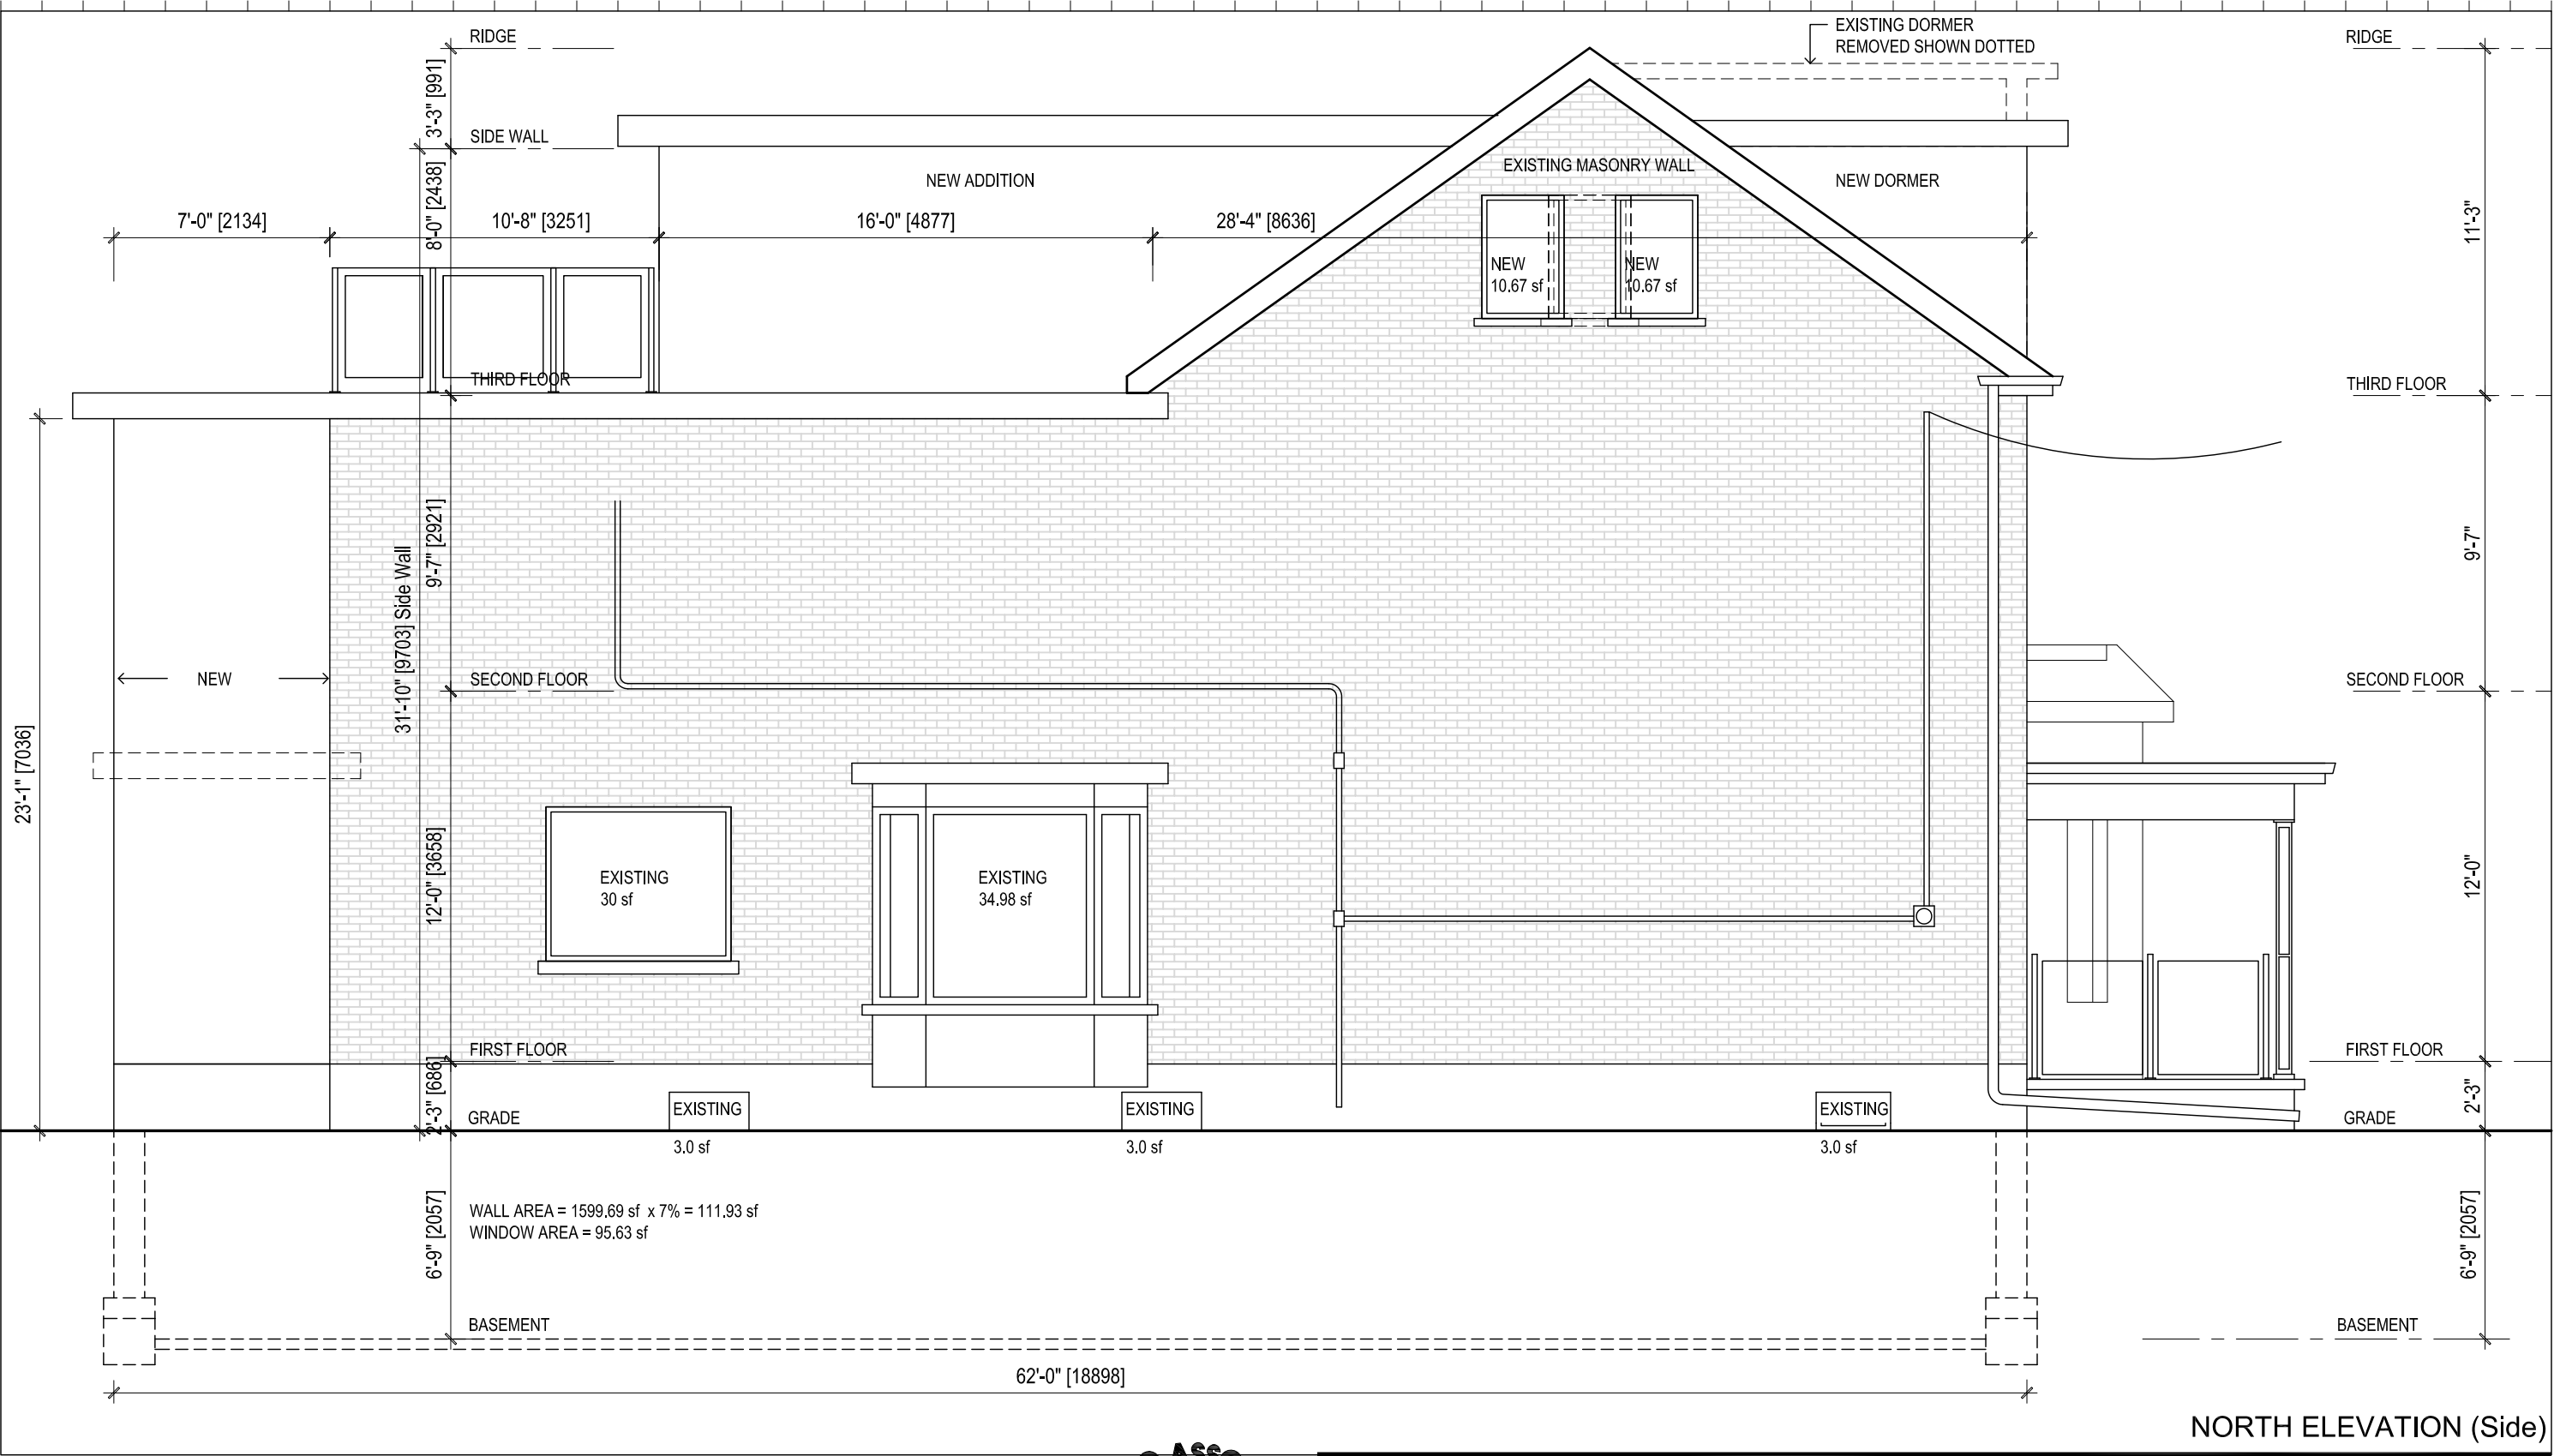 RIDGE
EXISTING DORMER
REMOVED SHOWN DOTTED
RIDGE
3'-3" [991]
SIDE WALL
8'-0" [2438]
NEW ADDITION
EXISTING MASONRY WALL
NEW DORMER
7'-0" [2134]
10'-8" [3251]
16'-0" [4877]
28'-4" [8636]
11'-3"
NEW
10.67 sf
NEW
10.67 sf
THIRD FLOOR
THIRD FLOOR
9'-7" [2921]
9'-7"
31'-10" [9703] Side Wall
NEW
SECOND FLOOR
SECOND FLOOR
23'-1" [7036]
12'-0" [3658]
EXISTING
30 sf
EXISTING
34.98 sf
12'-0"
FIRST FLOOR
FIRST FLOOR
2'-3" [686]
2'-3"
GRADE
EXISTING
EXISTING
EXISTING
GRADE
3.0 sf
3.0 sf
3.0 sf
6'-9" [2057]
WALL AREA = 1599.69 sf x 7% = 111.93 sf
WINDOW AREA = 95.63 sf
6'-9" [2057]
BASEMENT
BASEMENT
62'-0" [18898]
NORTH ELEVATION (Side)